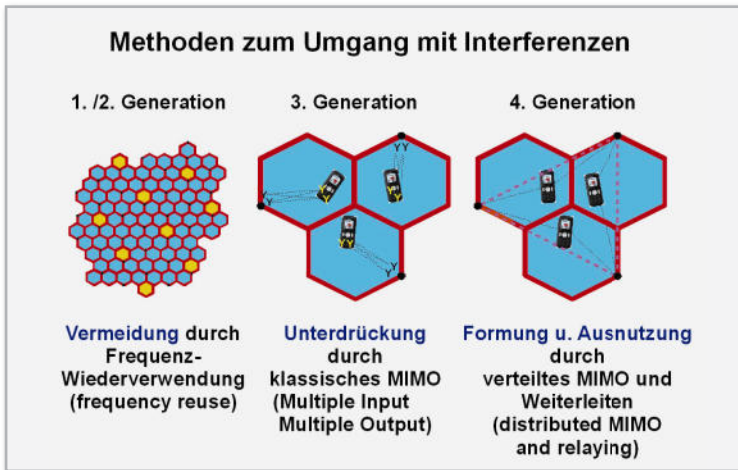 Methoden zum Umgang mit Interferenzen
1. /2. Generation
3. Generation
4. Generation
Vermeidung durch
Frequenz-
Wiederverwendung
(frequency reuse)
Unterdrückung
durch
klassisches MIMO
(Multiple Input
Multiple Output)
Formung u. Ausnutzung
durch
verteiltes MIMO und
Weiterleiten
(distributed MIMO
and relaying)